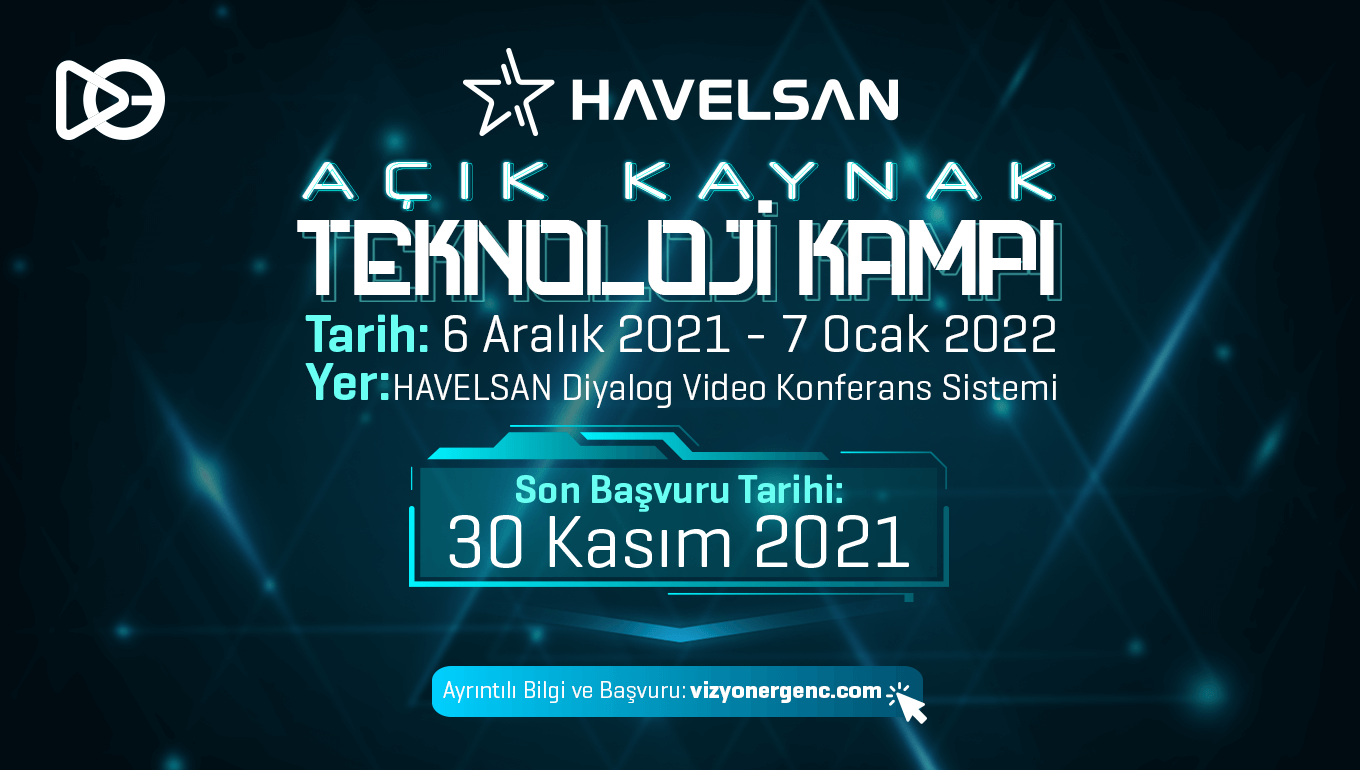 HAVELSAN
AÇIK KAYNAK
TEKNOLOJİ KAMPI
Tarih: 6 Aralık 2021 - 7 Ocak 2022
Yer:HAVELSAN Diyalog Video Konferans Sistemi
Son Başvuru Tarihi:
30 Kasım 2021
Ayrıntılı Bilgi ve Başvuru: vizyonergenc.com